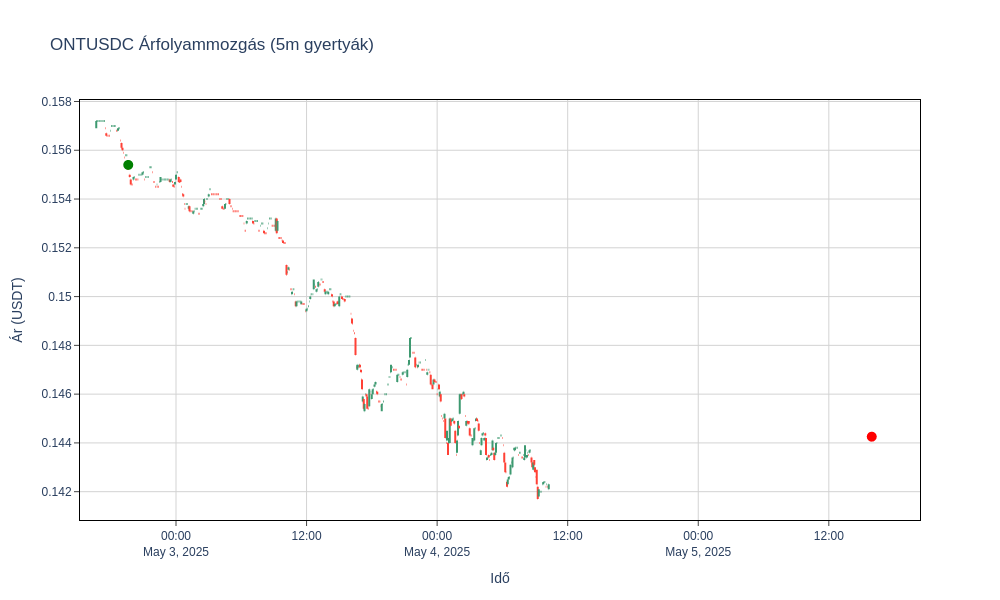 ONTUSDC Árfolyammozgás (5m gyertyák)
0.158
0.156
0.154
0.152
0.15
0.148
0.146
0.144
0.142
Ár (USDT)
00:00 12:00 00:00 12:00 00:00 12:00
May 3, 2025 May 4, 2025 May 5, 2025
Idő